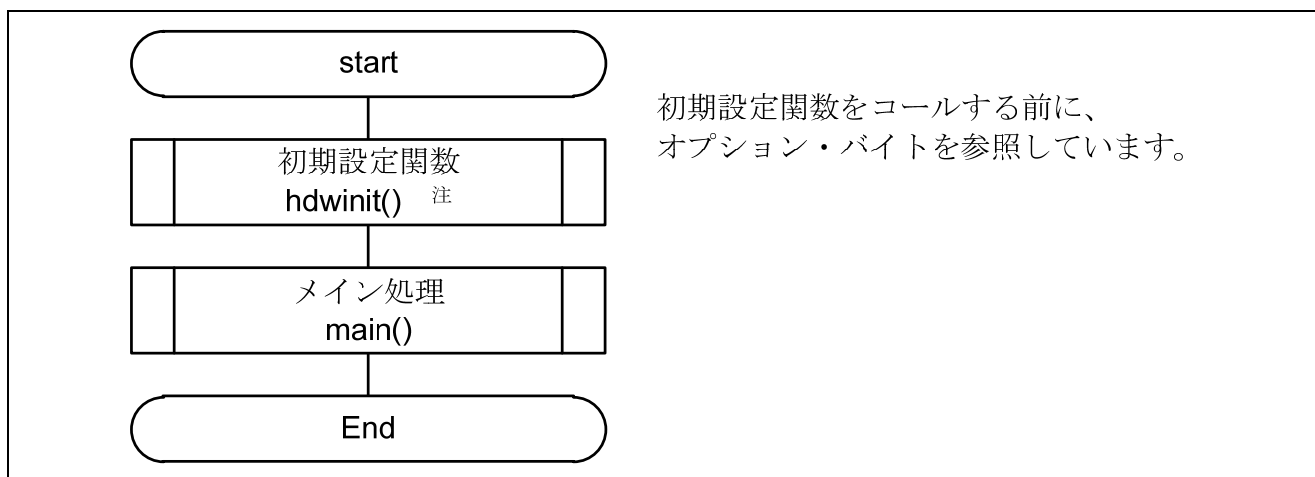 start
初期設定関数をコールする前に、
オプション・バイトを参照しています。
初期設定関数
hdwinit() 注
メイン処理
main()
End